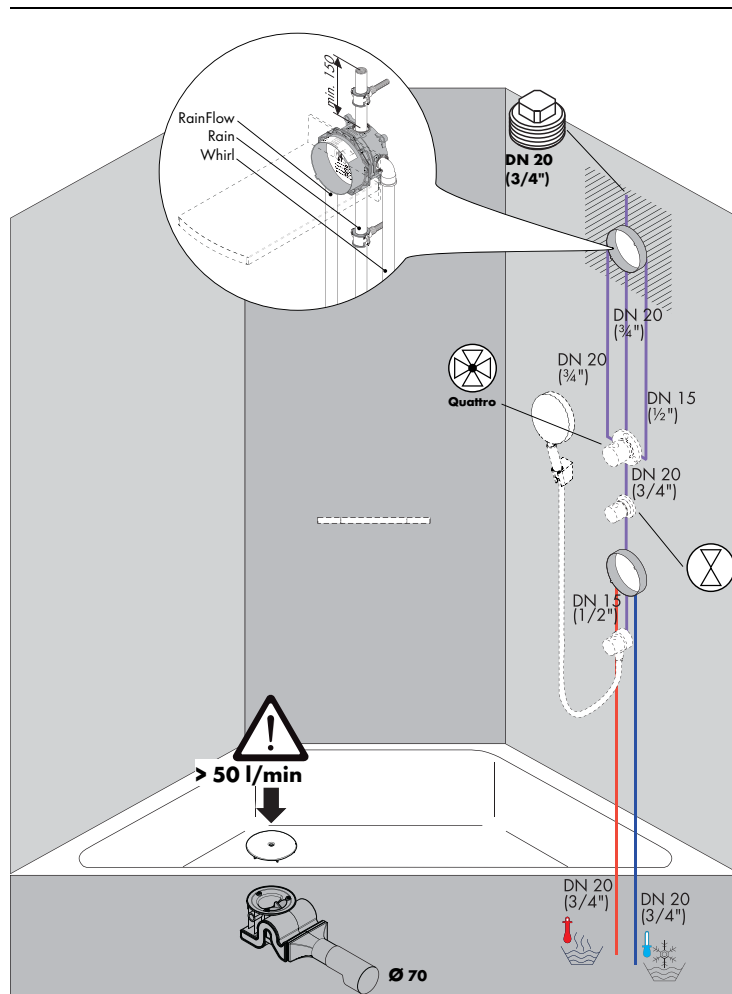 min. 150
RainFlow
Rain
Whirl
DN 20
(3/4")
DN 20
(¾")
DN 20
(¾")
Quattro
DN 15
(½")
DN 20
(3/4")
DN 15
(1/2")
> 50 l/min
DN 20
(3/4")
DN 20
(3/4")
Ø 70